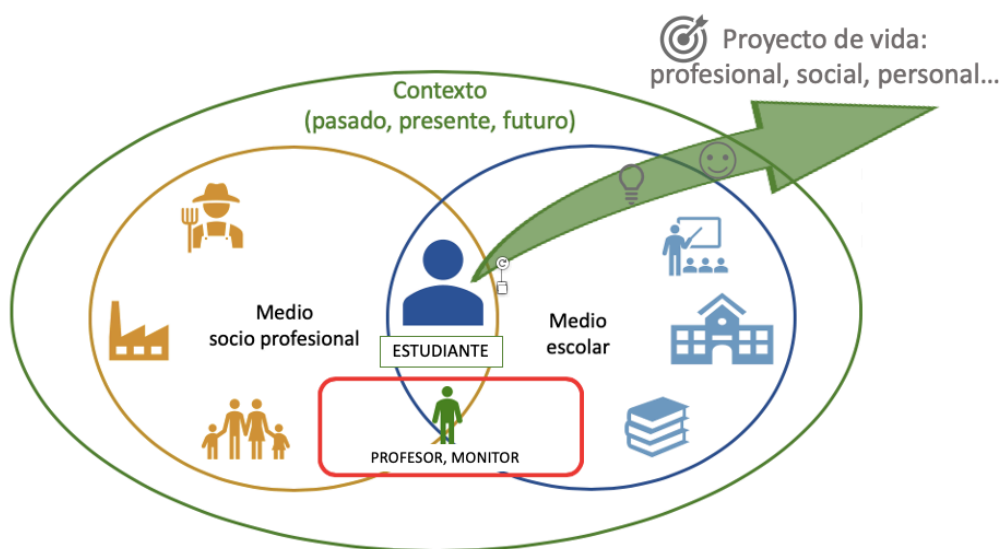 Proyecto de vida:
profesional, social, personal...
Contexto
(pasado, presente, futuro)
Medio
socio profesional
ESTUDIANTE
Medio
escolar
PROFESOR, MONITOR